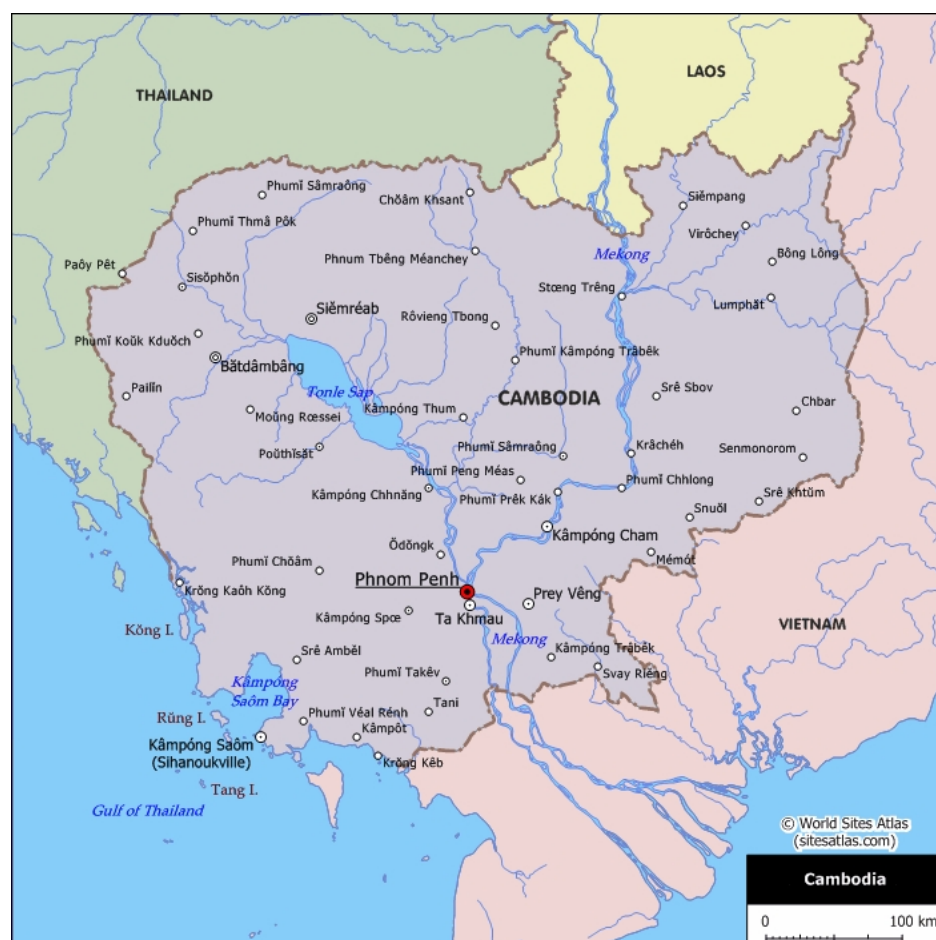 LAOS
THAILAND
Phumĭ Sâmraông
Chŏâm Khsant
Siĕmpang
Phumĭ Thmâ Pôk
Virôchey
Paôy Pêt
Phnum Tbêng Méanchey
Mekong
Bông Lông
Sisŏphŏn
Stœng Trêng
Lumphăt
Siĕmréab
Rôvieng Tbong
Phumĭ Koŭk Kduŏch
Bătdâmbâng
Phumĭ Kâmpóng Trâbêk
Pailĭn
Tonle Sap
CAMBODIA
Srê Sbov
Moŭng Rœssei
Kâmpóng Thum
Chbar
Poŭthĭsăt
Phumĭ Sâmraông
Krâchéh
Senmonorom
Phumĭ Peng Méas
Kâmpóng Chhnăng
Phumĭ Prêk Kák
Phumĭ Chhlong
Srê Khtŭm
Snuŏl
Kâmpóng Cham
Ŏdŏngk
Mémót
Phumĭ Chŏâm
Phnom Penh
Krŏng Kaôh Kŏng
Prey Vêng
Kâmpóng Spœ
Ta Khmau
Kŏng I.
Mekong
VIETNAM
Srê Ambĕl
Kâmpóng Trâbêk
Svay Riĕng
Kâmpóng
Saôm Bay
Phumĭ Takêv
Tani
Rŭng I.
Phumĭ Véal Rénh
Kâmpôt
Kâmpóng Saôm
(Sihanoukville)
Krŏng Kêb
Tang I.
Gulf of Thailand
© World Sites Atlas
(sitesatlas.com)
Cambodia
0 100 km